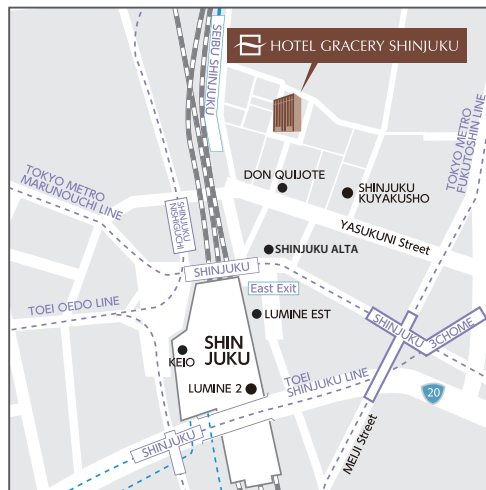 HOTEL GRACERY SHINJUKU
SEIBU SHINJUKU
TOKYO METRO
FUKUTOSHIN LINE
TOKYO METRO
MARUNOUCHI LINE
DON QUIJOTE
SHINJUKU
KUYAKUSHO
SHINJUKU
NISHIGUCHI
YASUKUNI Street
SHINJUKU ALTA
SHINJUKU
East Exit
TOEI OEDO LINE
LUMINE EST
SHINJUKU 3CHOME
SHIN
JUKU
KEIO
LUMINE 2
TOEI
SHINJUKU LINE
20
SHINJUKU
MEIJI Street